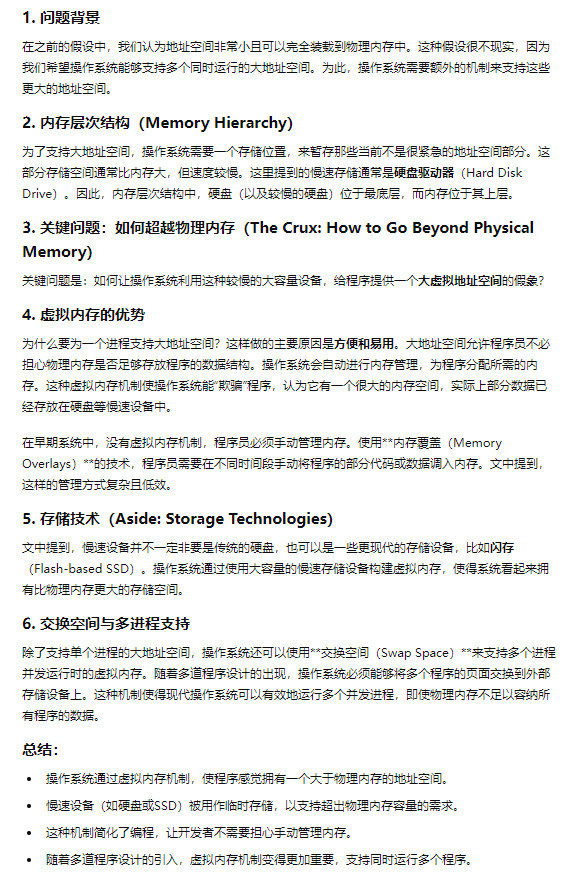 1. 问题背景
在之前的假设中，我们认为地址空间非常小且可以完全装载到物理内存中。这种假设很不现实，因为
我们希望操作系统能够支持多个同时运行的大地址空间。为此，操作系统需要额外的机制来支持这些
更大的地址空间。
2. 内存层次结构（Memory Hierarchy）
为了支持大地址空间，操作系统需要一个存储位置，来暂存那些当前不是很紧急的地址空间部分。这
部分存储空间通常比内存大，但速度较慢。这里提到的慢速存储通常是硬盘驱动器（Hard Disk
Drive）。因此，内存层次结构中，硬盘（以及较慢的硬盘）位于最底层，而内存位于其上层。
3. 关键问题：如何超越物理内存（The Crux: How to Go Beyond Physical
Memory）
关键问题是：如何让操作系统利用这种较慢的大容量设备，给程序提供一个大虚拟地址空间的假象？
4. 虚拟内存的优势
为什么要为一个进程支持大地址空间？这样做的主要原因是方便和易用。大地址空间允许程序员不必
担心物理内存是否足够存放程序的数据结构。操作系统会自动进行内存管理，为程序分配所需的内
存。这种虚拟内存机制使操作系统能“欺骗”程序，认为它有一个很大的内存空间，实际上部分数据已
经存放在硬盘等慢速设备中。
在早期系统中，没有虚拟内存机制，程序员必须手动管理内存。使用**内存覆盖（Memory
Overlays）**的技术，程序员需要在不同时间段手动将程序的部分代码或数据调入内存。文中提到，
这样的管理方式复杂且低效。
5. 存储技术（Aside: Storage Technologies）
文中提到，慢速设备并不一定非要是传统的硬盘，也可以是一些更现代的存储设备，比如闪存
（Flash-based SSD）。操作系统通过使用大容量的慢速存储设备构建虚拟内存，使得系统看起来拥
有比物理内存更大的存储空间。
6. 交换空间与多进程支持
除了支持单个进程的大地址空间，操作系统还可以使用**交换空间（Swap Space）**来支持多个进程
并发运行时的虚拟内存。随着多道程序设计的出现，操作系统必须能够将多个程序的页面交换到外部
存储设备上。这种机制使得现代操作系统可以有效地运行多个并发进程，即使物理内存不足以容纳所
有程序的数据。
总结：
• 操作系统通过虚拟内存机制，使程序感觉拥有一个大于物理内存的地址空间。
• 慢速设备（如硬盘或SSD）被用作临时存储，以支持超出物理内存容量的需求。
• 这种机制简化了编程，让开发者不需要担心手动管理内存。
• 随着多道程序设计的引入，虚拟内存机制变得更加重要，支持同时运行多个程序。